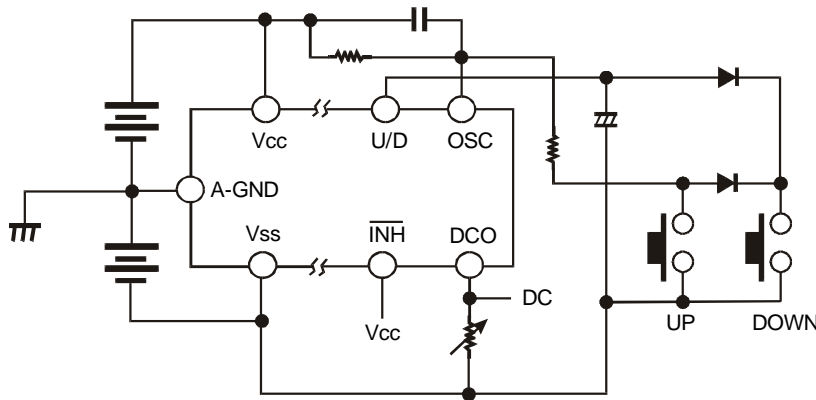 Vcc
U/D
OSC
A-GND
Vss
INH
DCO
DC
Vcc
UP
DOWN